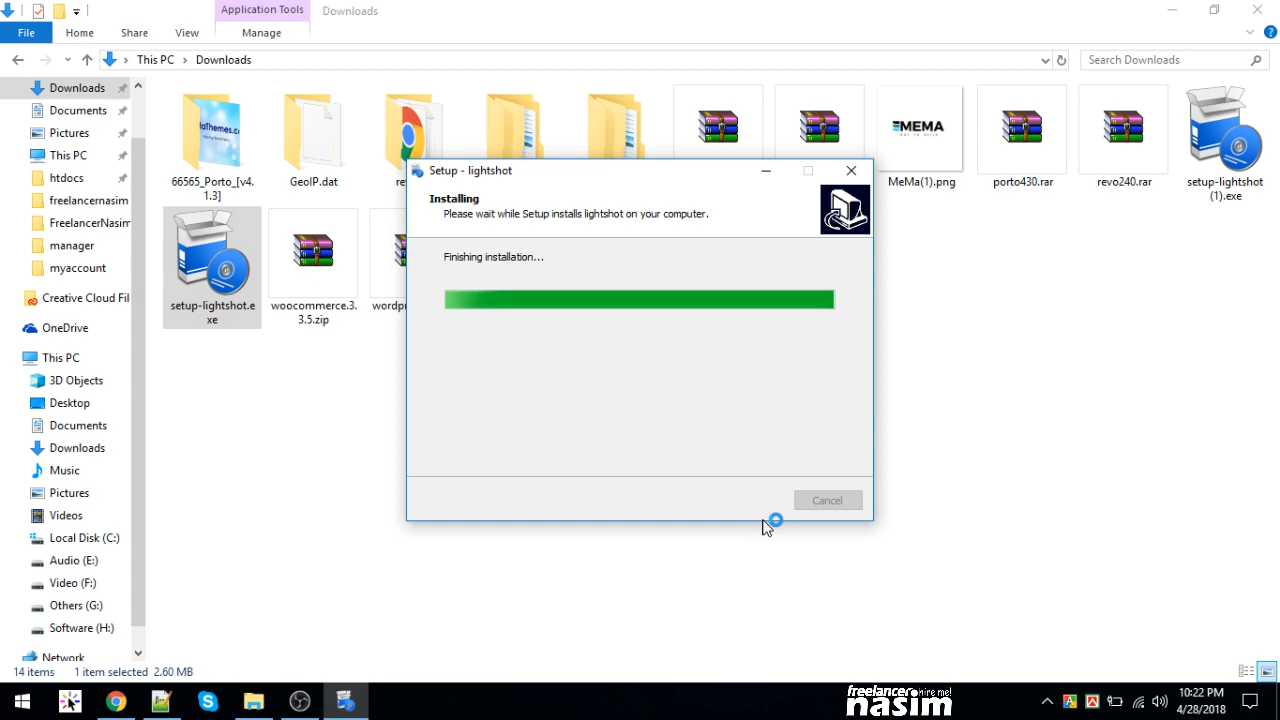 Application Tools
Downloads
File
Home
Share
View
Manage
This PC
Downloads
Search Downloads
Downloads
Documents
Pictures
This PC
htdocs
freelancernasim
FreelancerNasim
manager
myaccount
Creative Cloud Fil
OneDrive
This PC
3D Objects
Desktop
Documents
Downloads
Music
Pictures
Videos
Local Disk (C:)
Audio (E:)
Video (F:)
Others (G:)
Software (H:)
Network
66565_Porto_[v4.
1.3]
GeoIP.dat
MEMA
MeMa(1).png
porto430.rar
revo240.rar
setup-lightshot
(1).exe
setup-lightshot.e
xe
woocommerce.3.
3.5.zip
Setup - lightshot
Installing
Please wait while Setup installs lightshot on your computer.
Finishing installation...
Cancel
14 items
1 item selected 2.60 MB
freelancer hire me!
nasim
10:22 PM
4/28/2018